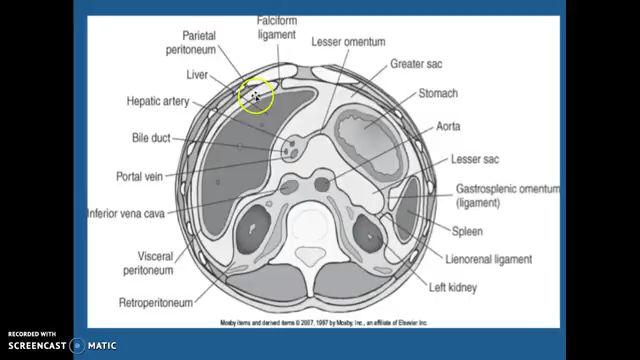 Falciform
ligament
Parietal
peritoneum
Lesser omentum
Greater sac
Liver
Stomach
Hepatic artery
Aorta
Bile duct
Lesser sac
Portal vein
Gastrosplenic omentum
(ligament)
Inferior vena cava
Spleen
Visceral
peritoneum
Lienorenal ligament
Left kidney
Retroperitoneum
Mosby items and derived items © 2007, 1997 by Mosby, Inc., an affiliate of Elsevier Inc.
RECORDED WITH
SCREENCAST MATIC